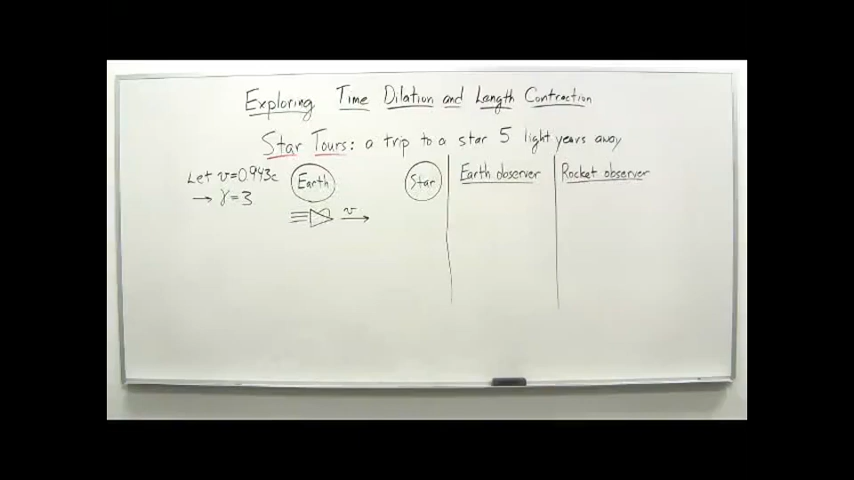 Exploring Time Dilation and Length Contraction
Star Tours: a trip to a star 5 light years away
Let v=0.943c
→ γ=3
Earth
v
Star
Earth observer
Rocket observer